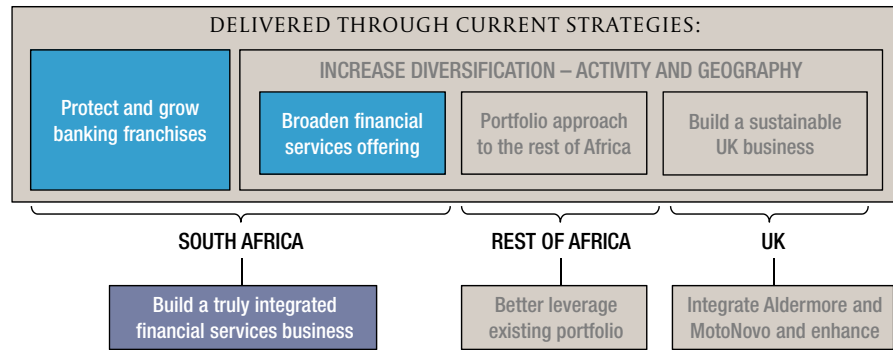 DELIVERED THROUGH CURRENT STRATEGIES:
INCREASE DIVERSIFICATION – ACTIVITY AND GEOGRAPHY
Protect and grow
banking franchises
Broaden financial
services offering
Portfolio approach
to the rest of Africa
Build a sustainable
UK business
SOUTH AFRICA
REST OF AFRICA
UK
Build a truly integrated
financial services business
Better leverage
existing portfolio
Integrate Aldermore and
MotoNovo and enhance